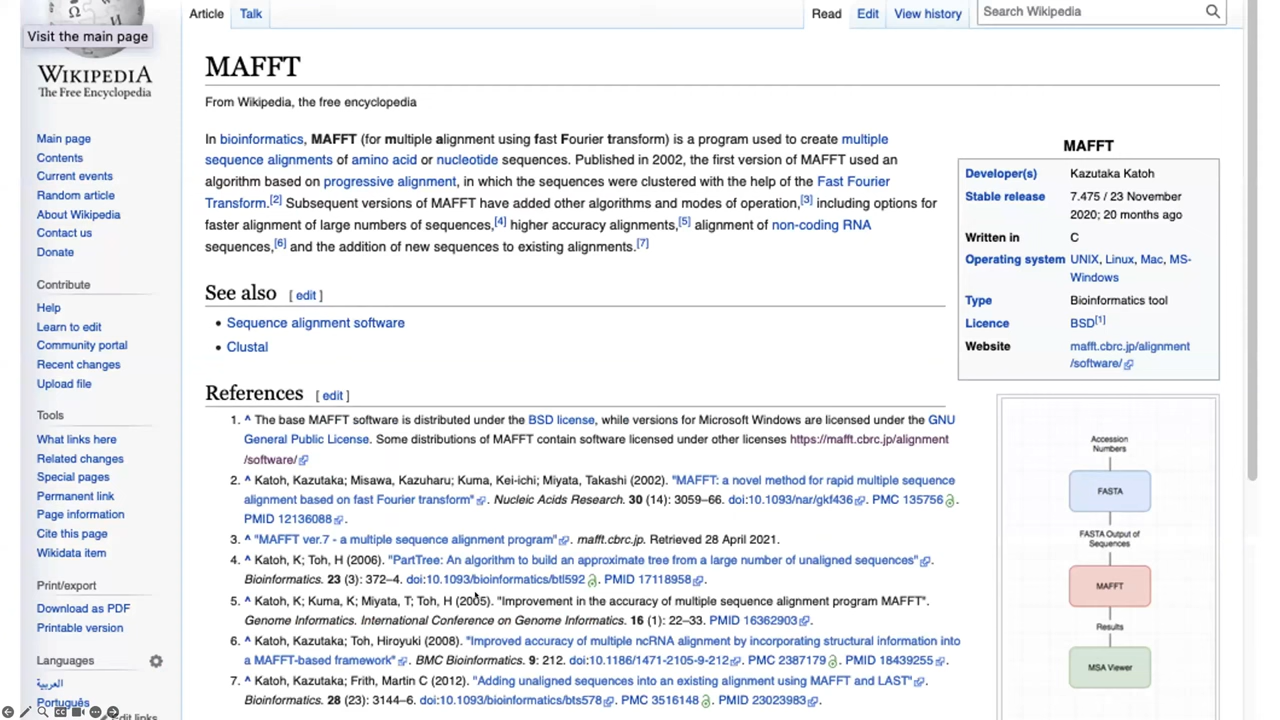 Article
Talk
Read
Edit
View history
Search Wikipedia
Visit the main page
WIKIPEDIA
The Free Encyclopedia
Main page
Contents
Current events
Random article
About Wikipedia
Contact us
Donate
Contribute
Help
Learn to edit
Community portal
Recent changes
Upload file
Tools
What links here
Related changes
Special pages
Permanent link
Page information
Cite this page
Wikidata item
Print/export
Download as PDF
Printable version
Languages
العربية
Português
Edit links
MAFFT
From Wikipedia, the free encyclopedia
In bioinformatics, MAFFT (for multiple alignment using fast Fourier transform) is a program used to create multiple
sequence alignments of amino acid or nucleotide sequences. Published in 2002, the first version of MAFFT used an
algorithm based on progressive alignment, in which the sequences were clustered with the help of the Fast Fourier
Transform.[2] Subsequent versions of MAFFT have added other algorithms and modes of operation,[3] including options for
faster alignment of large numbers of sequences,[4] higher accuracy alignments,[5] alignment of non-coding RNA
sequences,[6] and the addition of new sequences to existing alignments.[7]
See also [ edit ]
• Sequence alignment software
• Clustal
References [ edit ]
1. ^ The base MAFFT software is distributed under the BSD license, while versions for Microsoft Windows are licensed under the GNU
General Public License. Some distributions of MAFFT contain software licensed under other licenses https://mafft.cbrc.jp/alignment
/software/
2. ^ Katoh, Kazutaka; Misawa, Kazuharu; Kuma, Kei-ichi; Miyata, Takashi (2002). "MAFFT: a novel method for rapid multiple sequence
alignment based on fast Fourier transform". Nucleic Acids Research. 30 (14): 3059–66. doi:10.1093/nar/gkf436. PMC 135756.
PMID 12136088.
3. ^ "MAFFT ver.7 - a multiple sequence alignment program". mafft.cbrc.jp. Retrieved 28 April 2021.
4. ^ Katoh, K; Toh, H (2006). "PartTree: An algorithm to build an approximate tree from a large number of unaligned sequences".
Bioinformatics. 23 (3): 372–4. doi:10.1093/bioinformatics/btl592. PMID 17118958.
5. ^ Katoh, K; Kuma, K; Miyata, T; Toh, H (2005). "Improvement in the accuracy of multiple sequence alignment program MAFFT".
Genome Informatics. International Conference on Genome Informatics. 16 (1): 22–33. PMID 16362903.
6. ^ Katoh, Kazutaka; Toh, Hiroyuki (2008). "Improved accuracy of multiple ncRNA alignment by incorporating structural information into
a MAFFT-based framework". BMC Bioinformatics. 9: 212. doi:10.1186/1471-2105-9-212. PMC 2387179. PMID 18439255.
7. ^ Katoh, Kazutaka; Frith, Martin C (2012). "Adding unaligned sequences into an existing alignment using MAFFT and LAST".
Bioinformatics. 28 (23): 3144–6. doi:10.1093/bioinformatics/bts578. PMC 3516148. PMID 23023983.
MAFFT
Developer(s) Kazutaka Katoh
Stable release 7.475 / 23 November
2020; 20 months ago
Written in C
Operating system UNIX, Linux, Mac, MS-
Windows
Type Bioinformatics tool
Licence BSD[1]
Website mafft.cbrc.jp/alignment
/software/
Accession
Numbers
FASTA
FASTA Output of
Sequences
MAFFT
Results
MSA Viewer